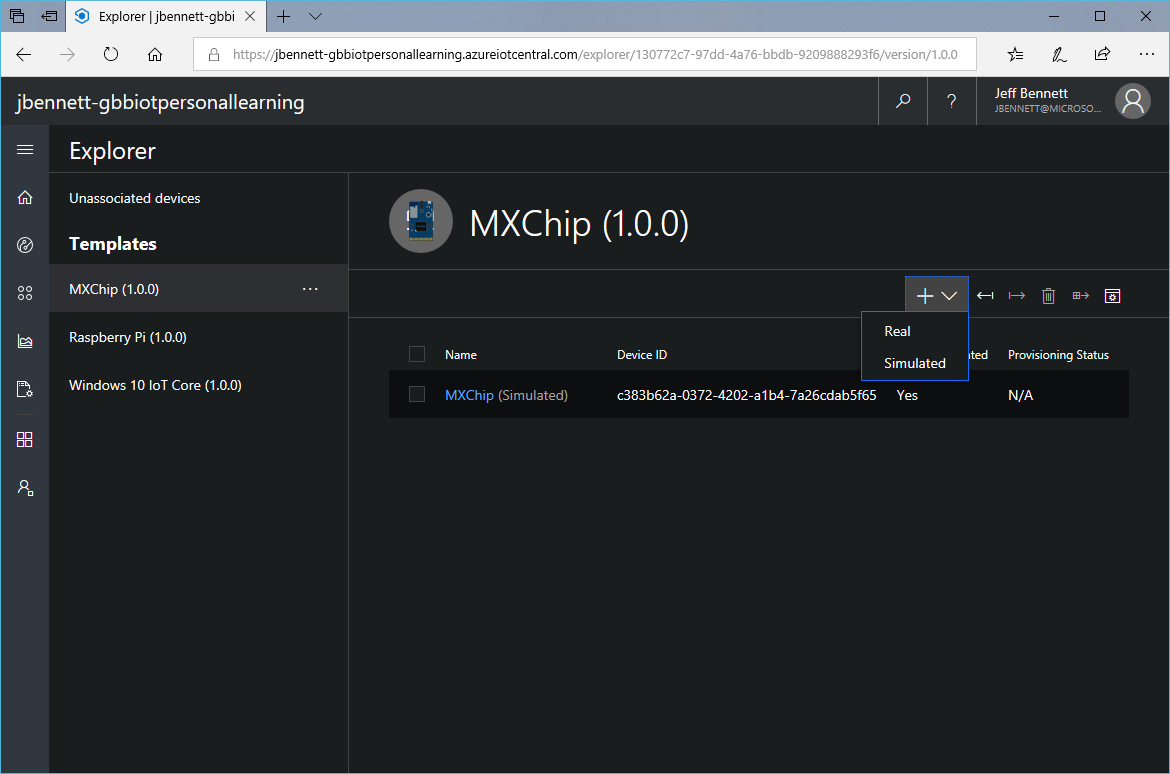 Explorer | jbennett-gbbi
https://jbennett-gbbiotpersonallearning.azureiotcentral.com/explorer/130772c7-97dd-4a76-bbdb-9209888293f6/version/1.0.0
jbennett-gbbiotpersonallearning
?
Jeff Bennett
JBENNETT@MICROSO...
Explorer
Unassociated devices
Templates
MXChip (1.0.0)
...
Raspberry Pi (1.0.0)
Windows 10 IoT Core (1.0.0)
MXChip (1.0.0)
Real
Simulated
Name Device ID ted Provisioning Status
MXChip (Simulated) c383b62a-0372-4202-a1b4-7a26cdab5f65 Yes N/A